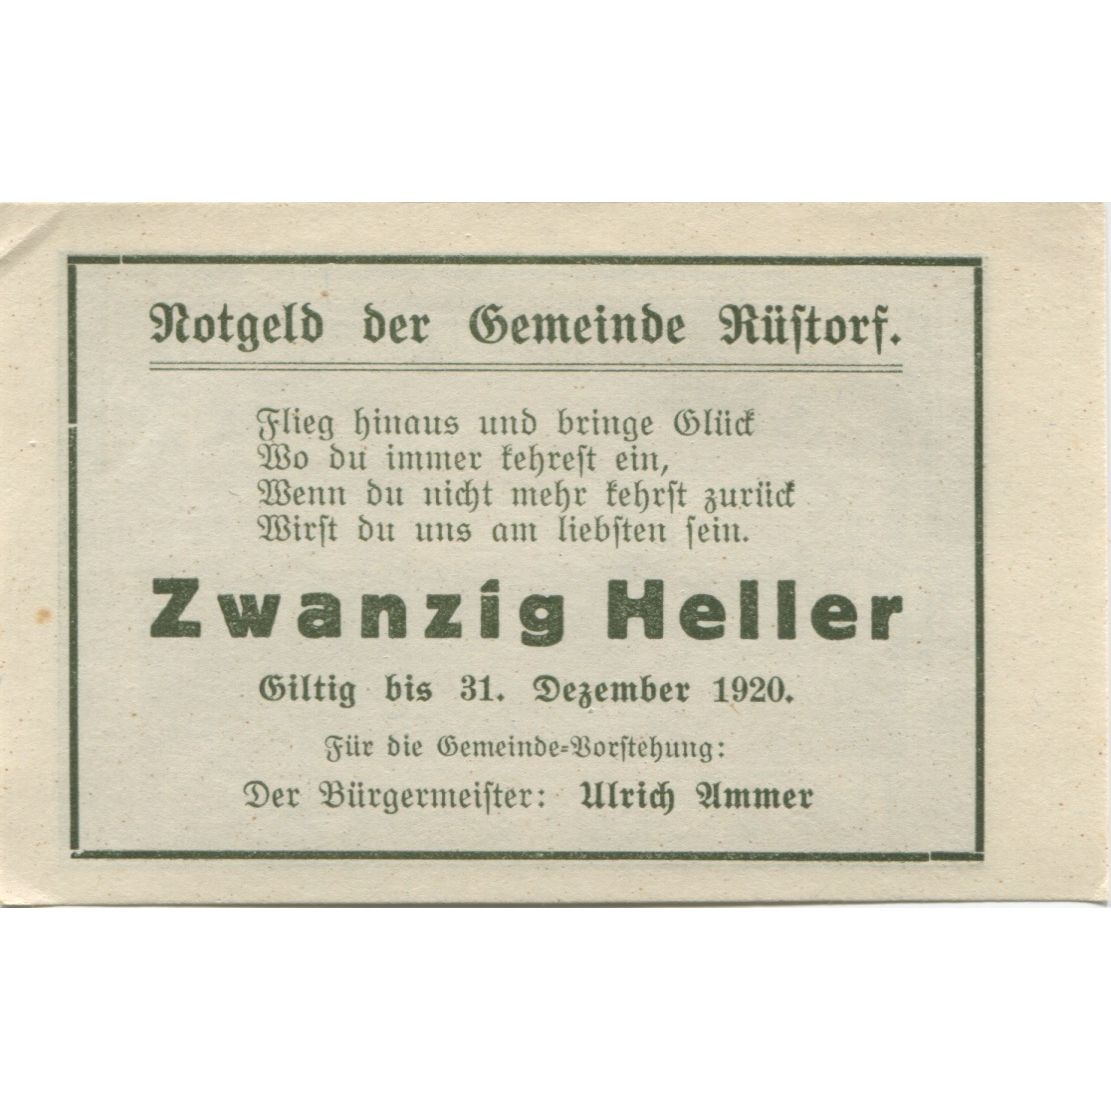 Notgeld der Gemeinde Rüstorf.
Flieg hinaus und bringe Glück
Wo du immer kehrest ein,
Wenn du nicht mehr kehrst zurück
Wirst du uns am liebsten sein.
Zwanzig Heller
Giltig bis 31. Dezember 1920.
Für die Gemeinde-Vorstehung:
Der Bürgermeister: Ulrich Ammer